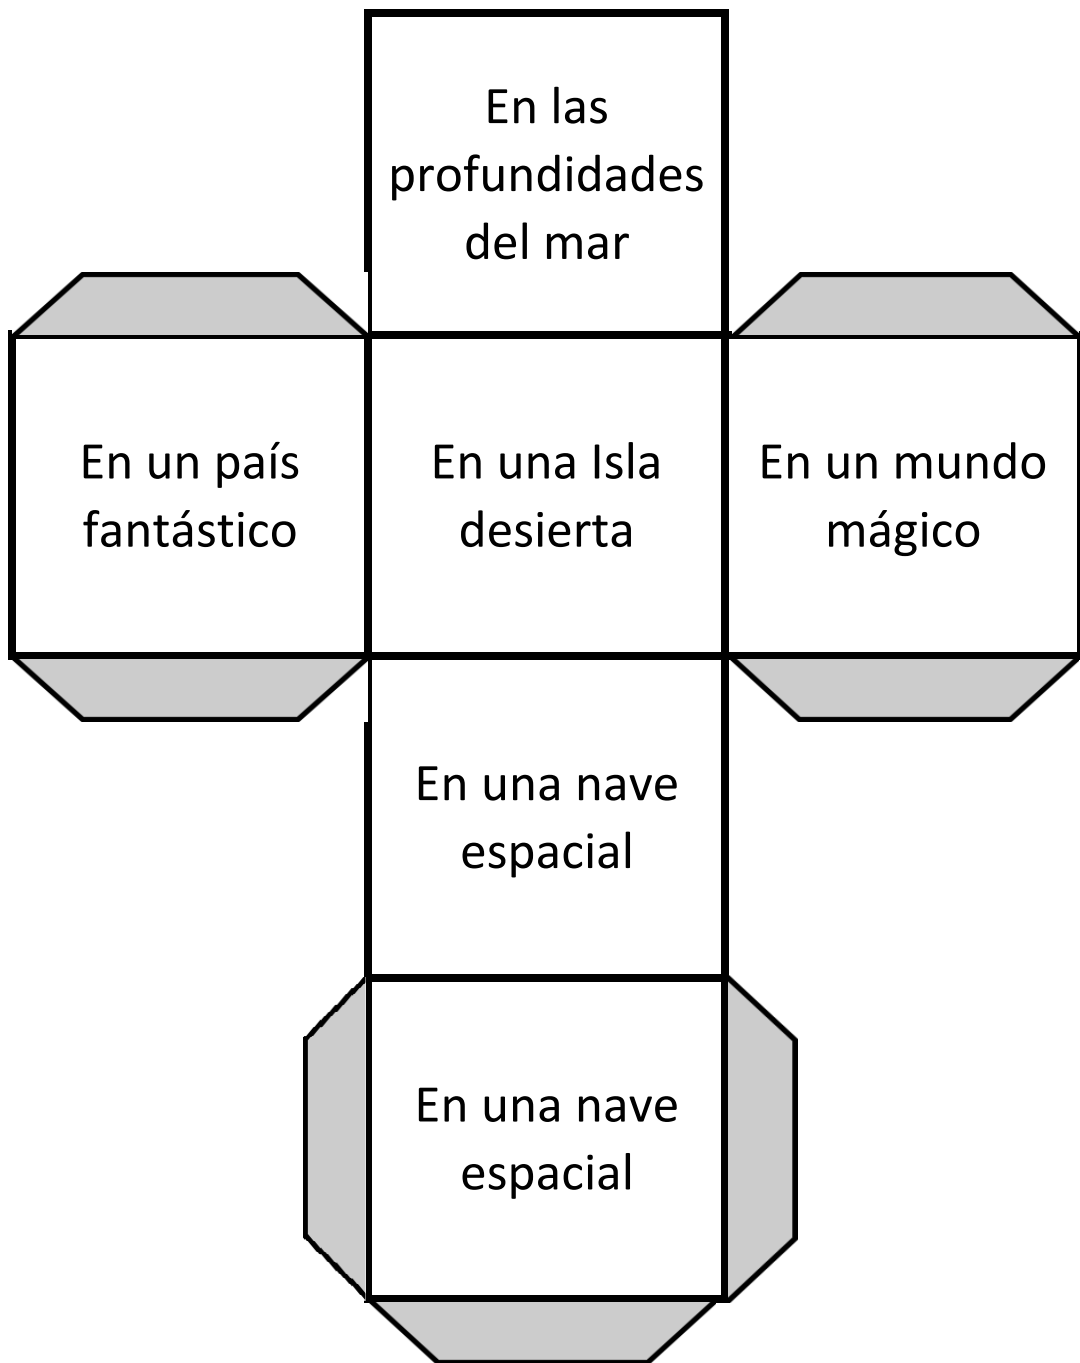 En las
profundidades
del mar
En un país
fantástico
En una Isla
desierta
En un mundo
mágico
En una nave
espacial
En una nave
espacial